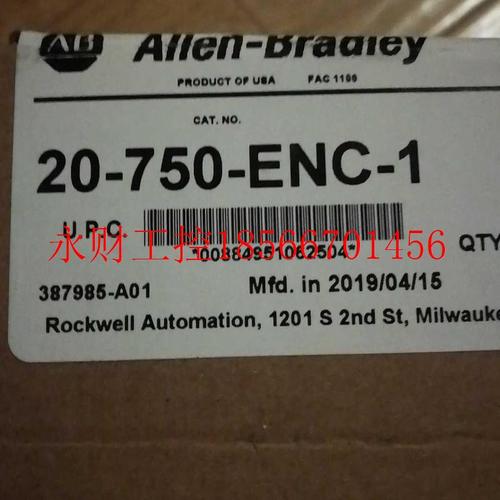 AB Allen-Bradley
PRODUCT OF USA FAC 1186
CAT. NO.
20-750-ENC-1
U.P.C.
永财工控18566701456
*00884951062504*
QTY
387985-A01
Mfd. in 2019/04/15
Rockwell Automation, 1201 S 2nd St, Milwauke